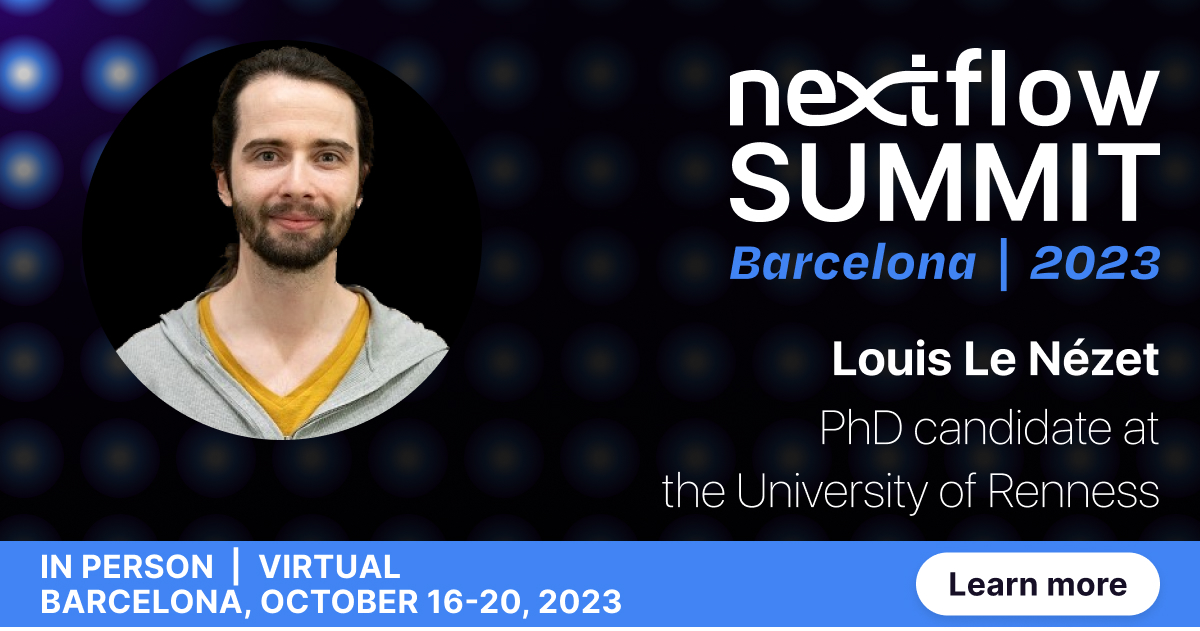 nextflow
SUMMIT
Barcelona | 2023
Louis Le Nézet
PhD candidate at
the University of Renness
IN PERSON | VIRTUAL
BARCELONA, OCTOBER 16-20, 2023
Learn more